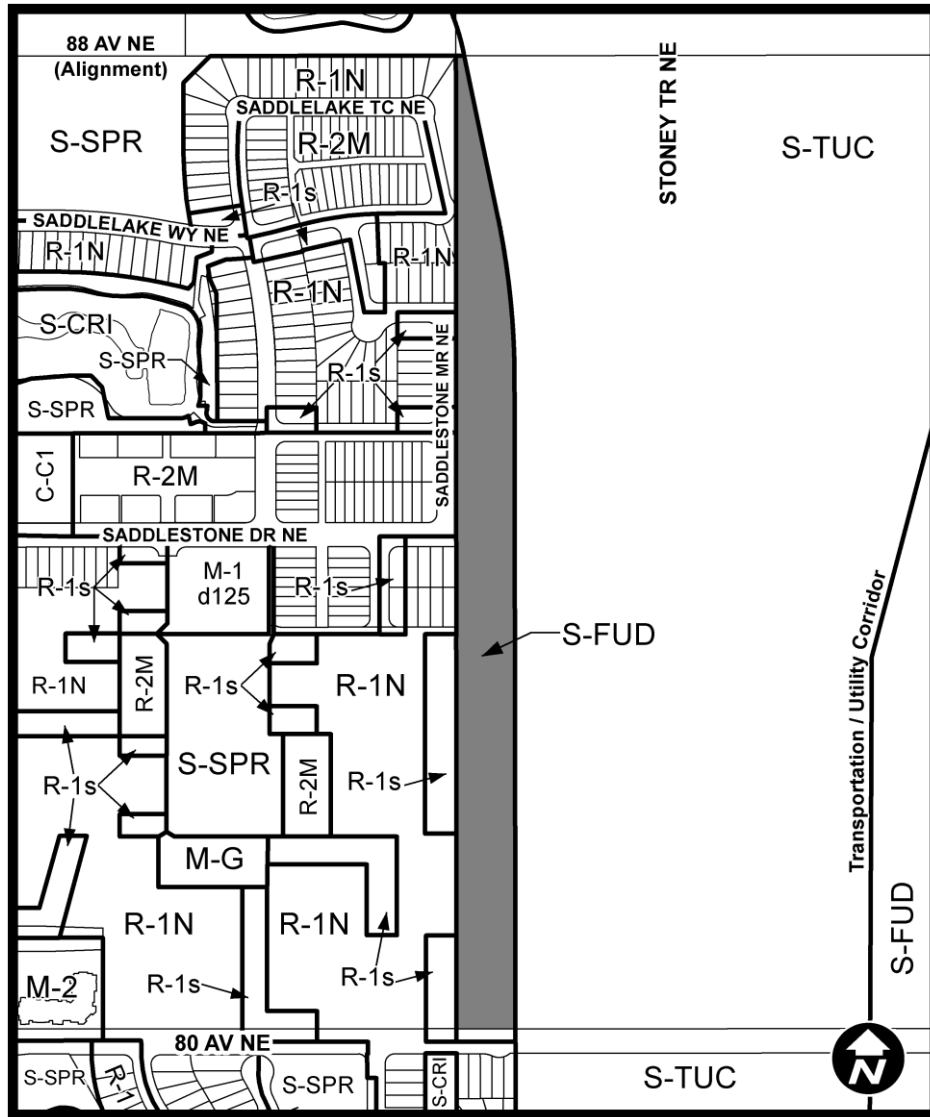 88 AV NE
(Alignment)
R-1N
SADDLELAKE TC NE
S-SPR
R-2M
STONEY TR NE
S-TUC
R-1s
SADDLELAKE WY NE
R-1N
R-1N
R-1N
S-CRI
S-SPR
R-1s
S-SPR
SADDLESTONE MR NE
C-C1
R-2M
SADDLESTONE DR NE
R-1s
M-1
d125
R-1s
S-FUD
R-1N
R-2M
R-1s
R-1N
S-SPR
R-2M
R-1s
R-1s
Transportation / Utility Corridor
M-G
R-1N
R-1N
S-FUD
M-2
R-1s
R-1s
80 AV NE
N
S-SPR
R-1
S-SPR
S-CRI
S-TUC